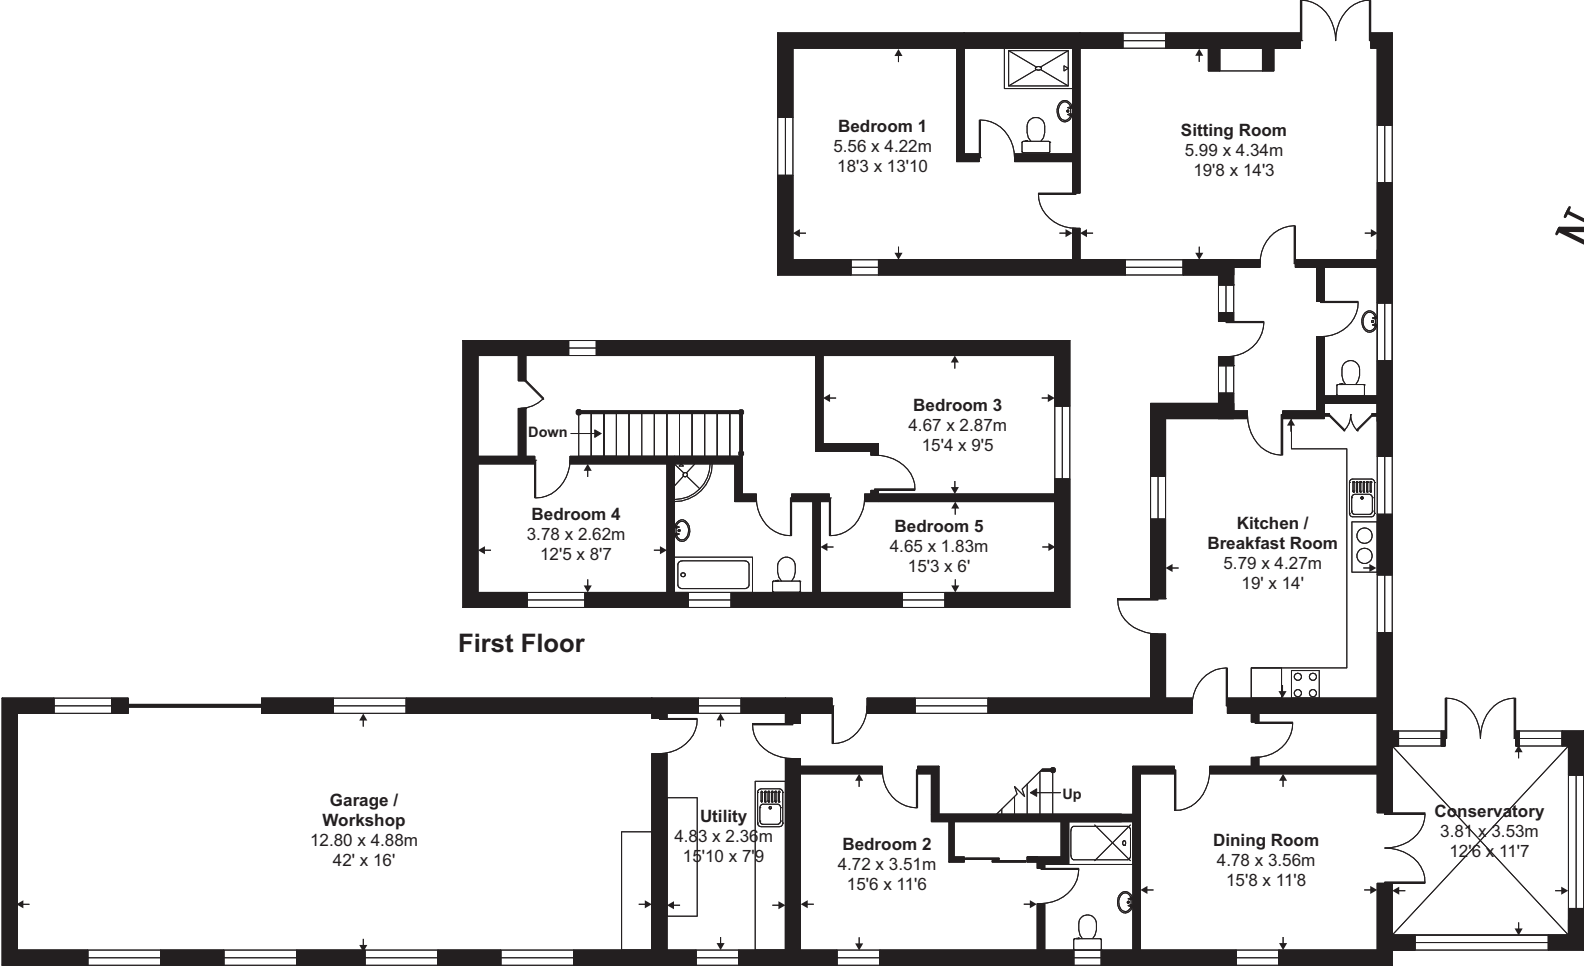 Bedroom 1
5.56 x 4.22m
18'3 x 13'10
Sitting Room
5.99 x 4.34m
19'8 x 14'3
N
Bedroom 3
4.67 x 2.87m
15'4 x 9'5
Down
Bedroom 4
3.78 x 2.62m
12'5 x 8'7
Bedroom 5
4.65 x 1.83m
15'3 x 6'
Kitchen /
Breakfast Room
5.79 x 4.27m
19' x 14'
First Floor
Garage /
Workshop
12.80 x 4.88m
42' x 16'
Utility
4.83 x 2.36m
15'10 x 7'9
Up
Bedroom 2
4.72 x 3.51m
15'6 x 11'6
Dining Room
4.78 x 3.56m
15'8 x 11'8
Conservatory
3.81 x 3.53m
12'6 x 11'7